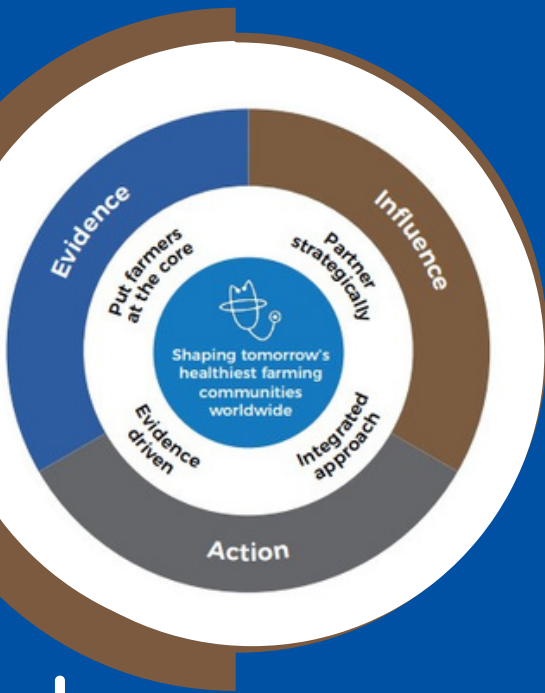 Evidence
Influence
Action
Put farmers
at the core
Partner
strategically
Evidence
driven
Integrated
approach
Shaping tomorrow's
healthiest farming
communities
worldwide